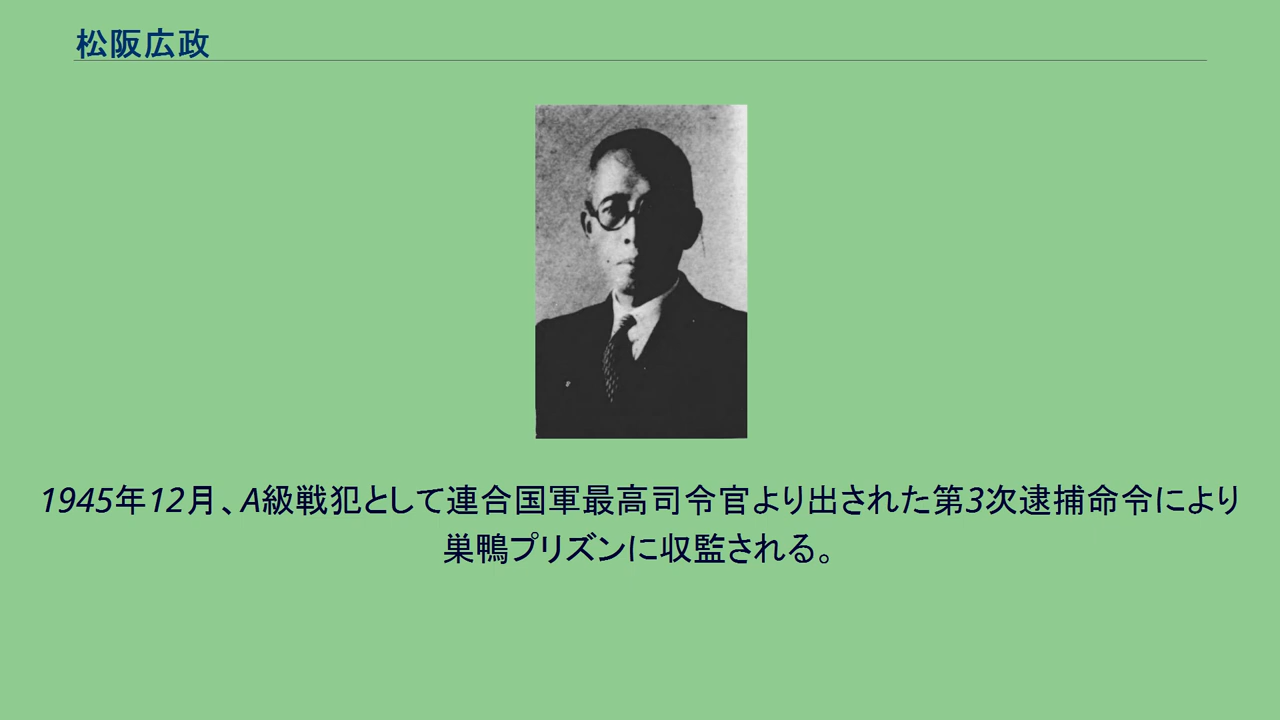 松阪広政
1945年12月、A級戦犯として連合国軍最高司令官より出された第3次逮捕命令により
巣鴨プリズンに収監される。